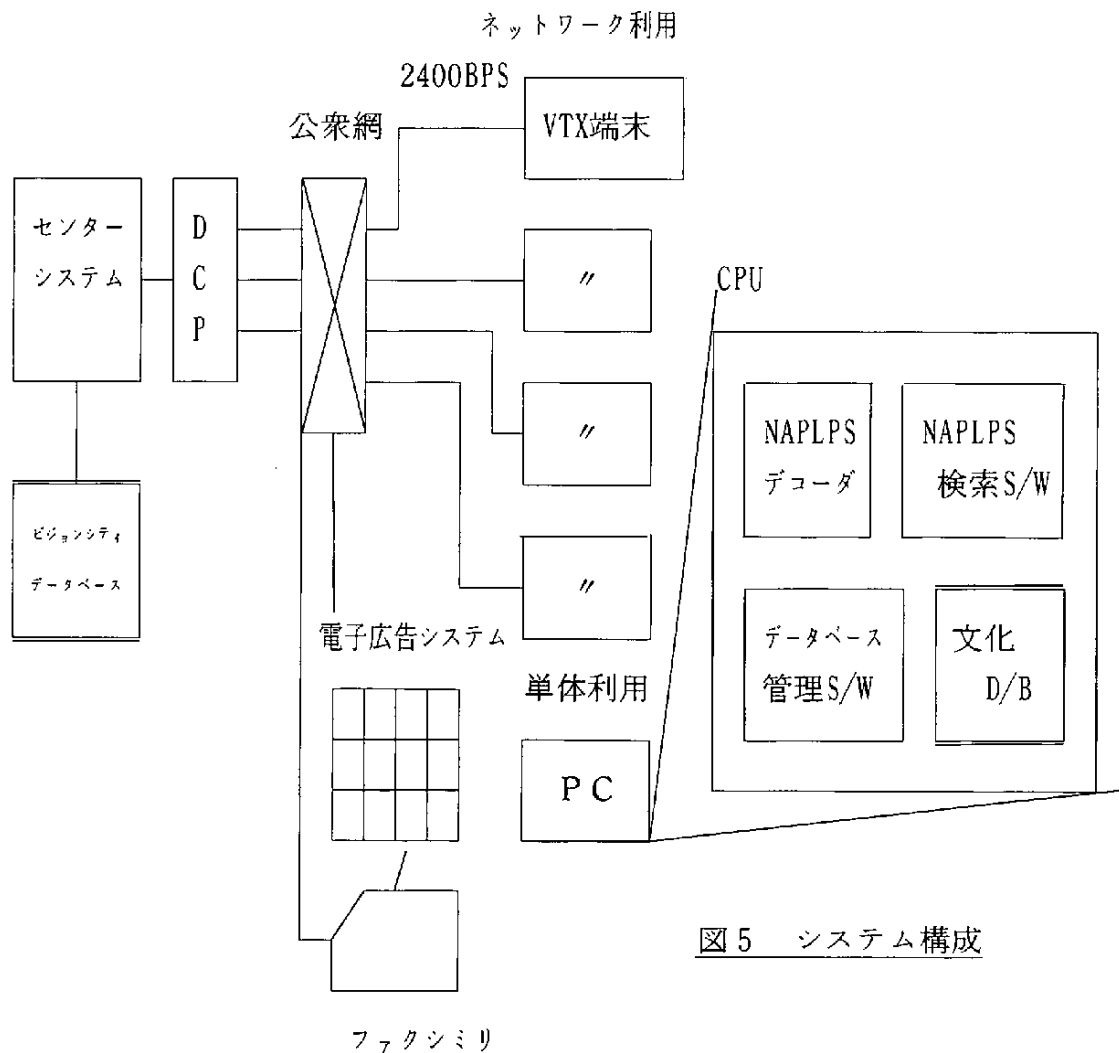 ネットワーク利用
2400BPS
公衆網
VTX端末
センター
システム
D
C
P
〃
〃
〃
CPU
NAPLPS
デコーダ
NAPLPS
検索S/W
データベース
管理S/W
文化
D/B
ビジョンシティ
データベース
電子広告システム
単体利用
PC
図5 システム構成
ファクシミリ